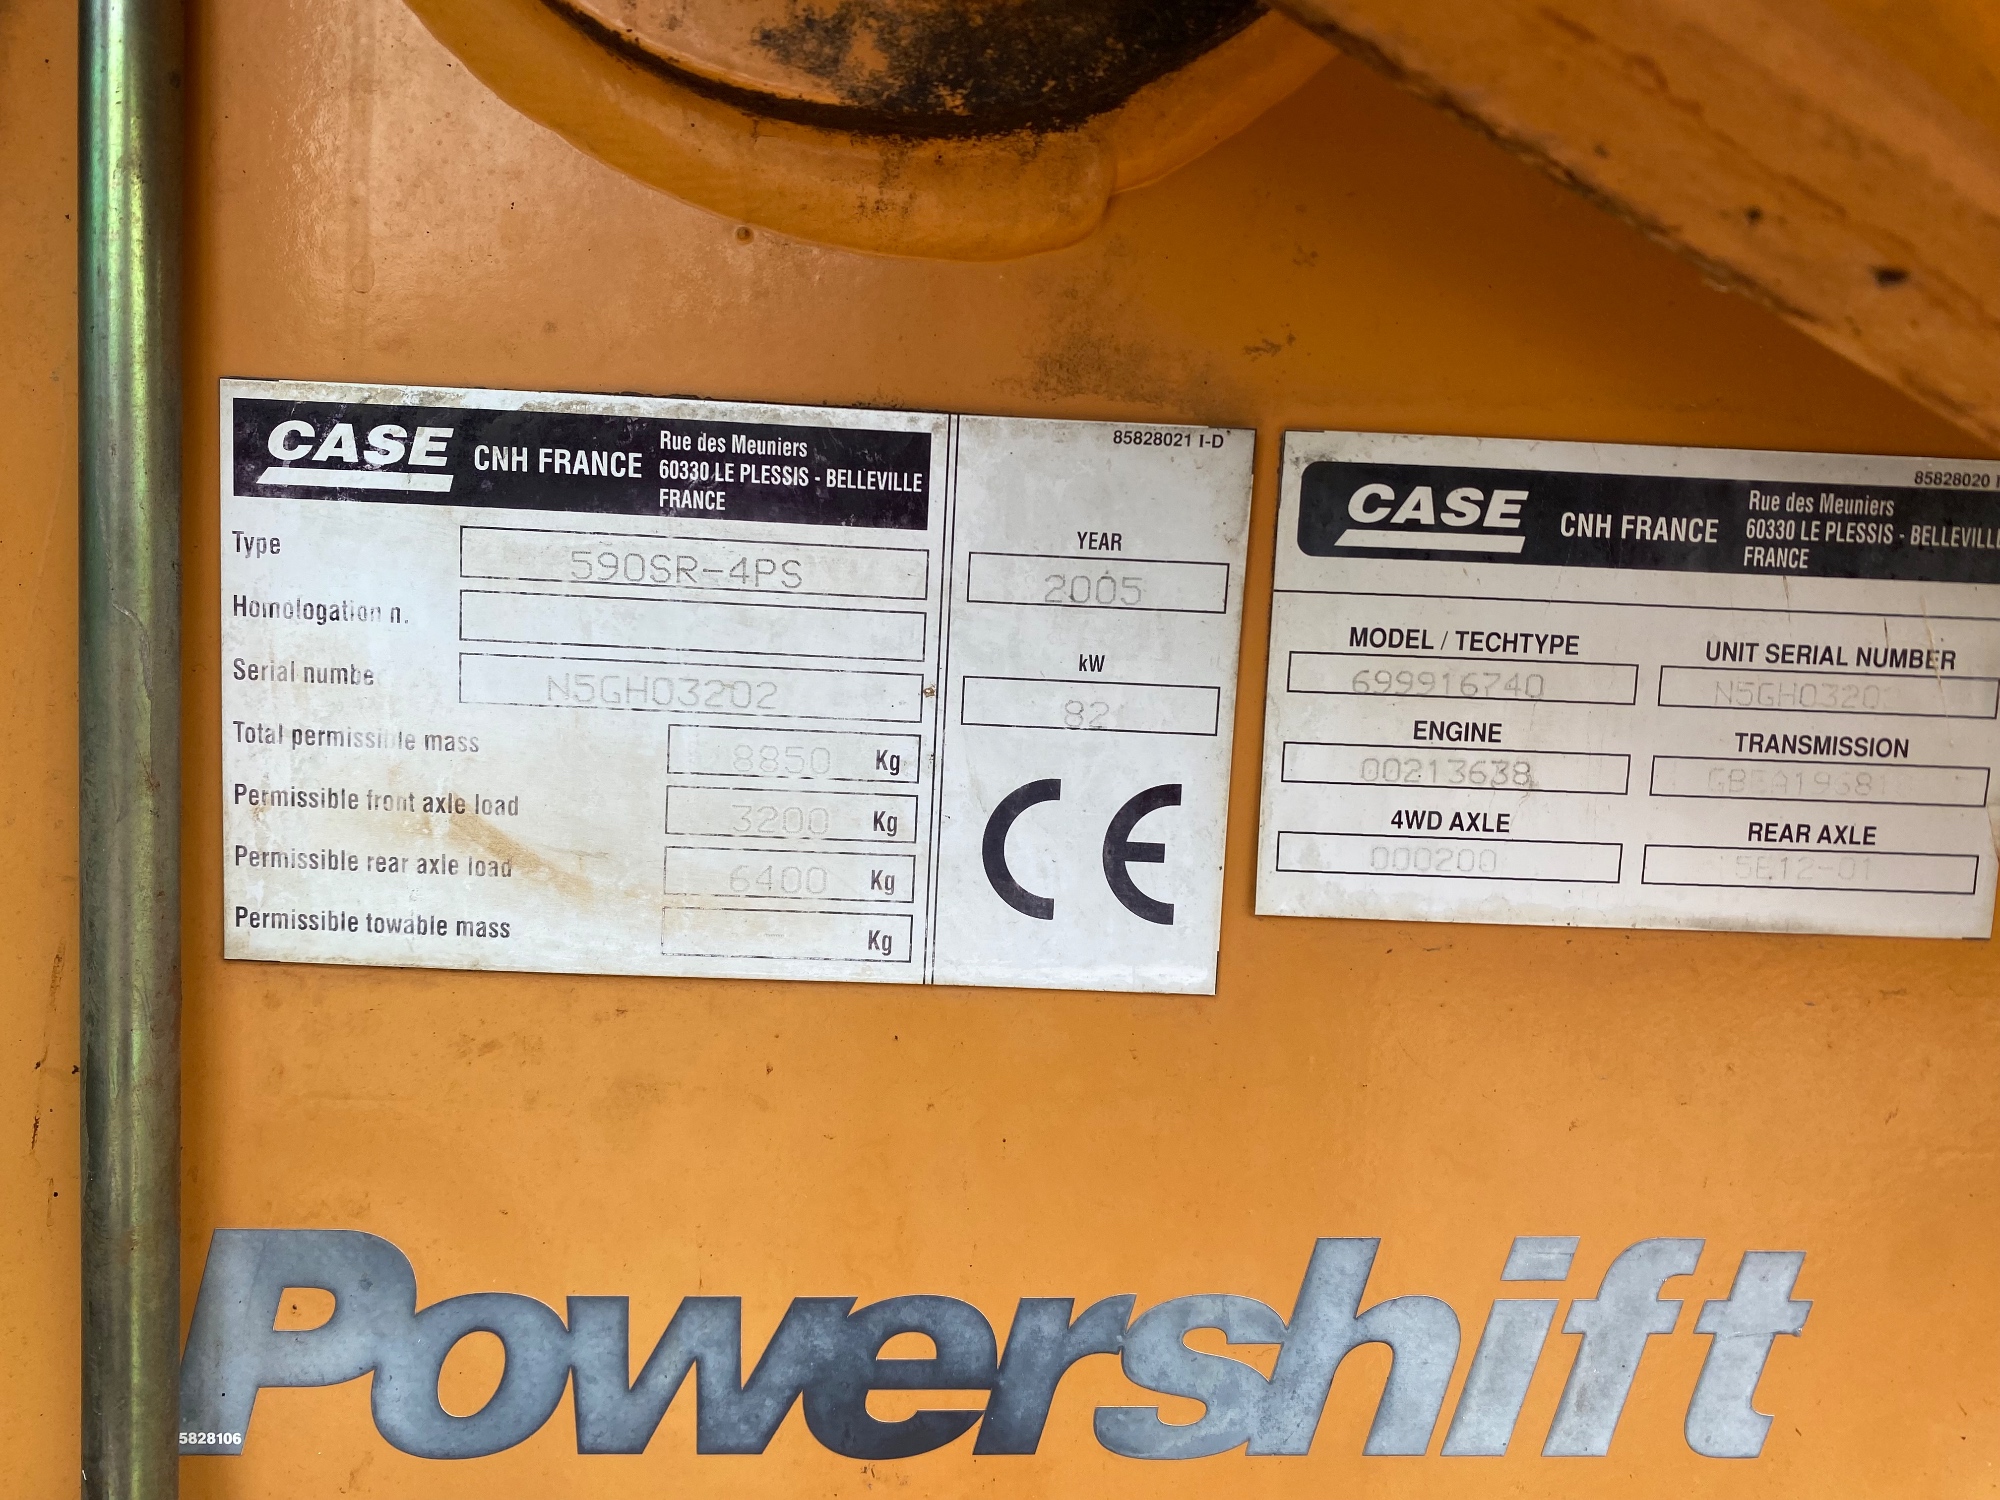 CASE CNH FRANCE Rue des Meuniers
60330 LE PLESSIS - BELLEVILLE
FRANCE
Type 590SR-4PS
Homologation n.
Serial numbe N5GH03202
Total permissible mass 8850 Kg
Permissible front axle load 3200 Kg
Permissible rear axle load 6400 Kg
Permissible towable mass Kg
85828021 I-D
YEAR
2005
kW
82
CE
85828020
CASE CNH FRANCE Rue des Meuniers
60330 LE PLESSIS - BELLEVILLE
FRANCE
MODEL / TECHTYPE
699916740
UNIT SERIAL NUMBER
ENGINE
00213638
TRANSMISSION
4WD AXLE
000200
REAR AXLE
Powershift
5828106